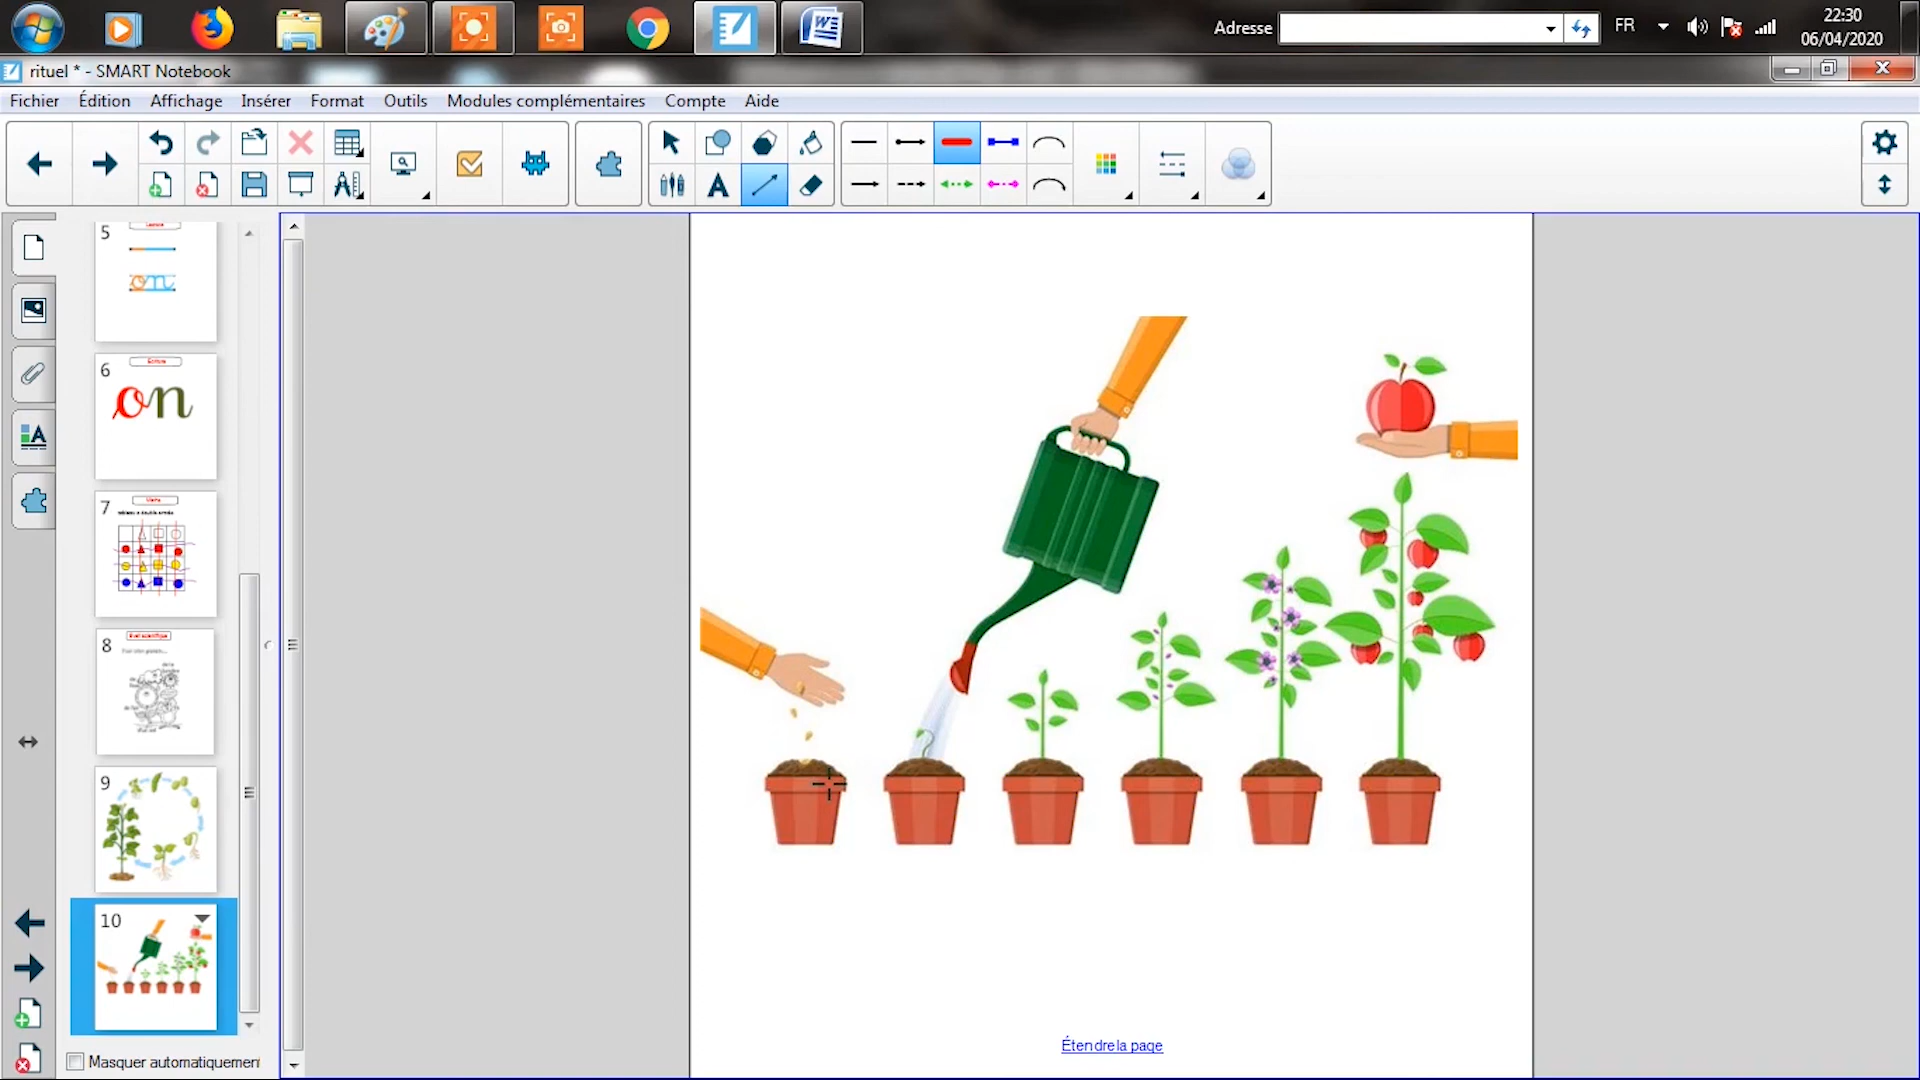 Adresse
FR
22:30
06/04/2020
rituel * - SMART Notebook
Fichier Édition Affichage Insérer Format Outils Modules complémentaires Compte Aide
5
on
6
on
7
8
9
10
Masquer automatiquemen
Étendre la page